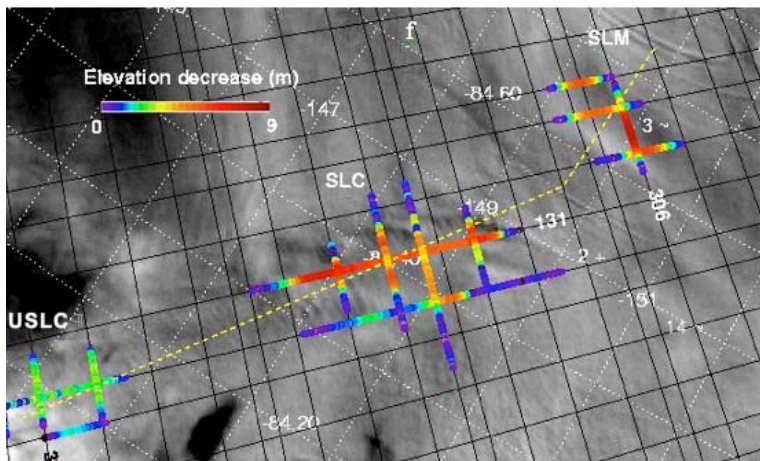 f
SLM
Elevation decrease (m)
0
9
-147
-84.60
3 ~
SLC
306
-149
131
2 +
USLC
-151
14 ~
-84.20